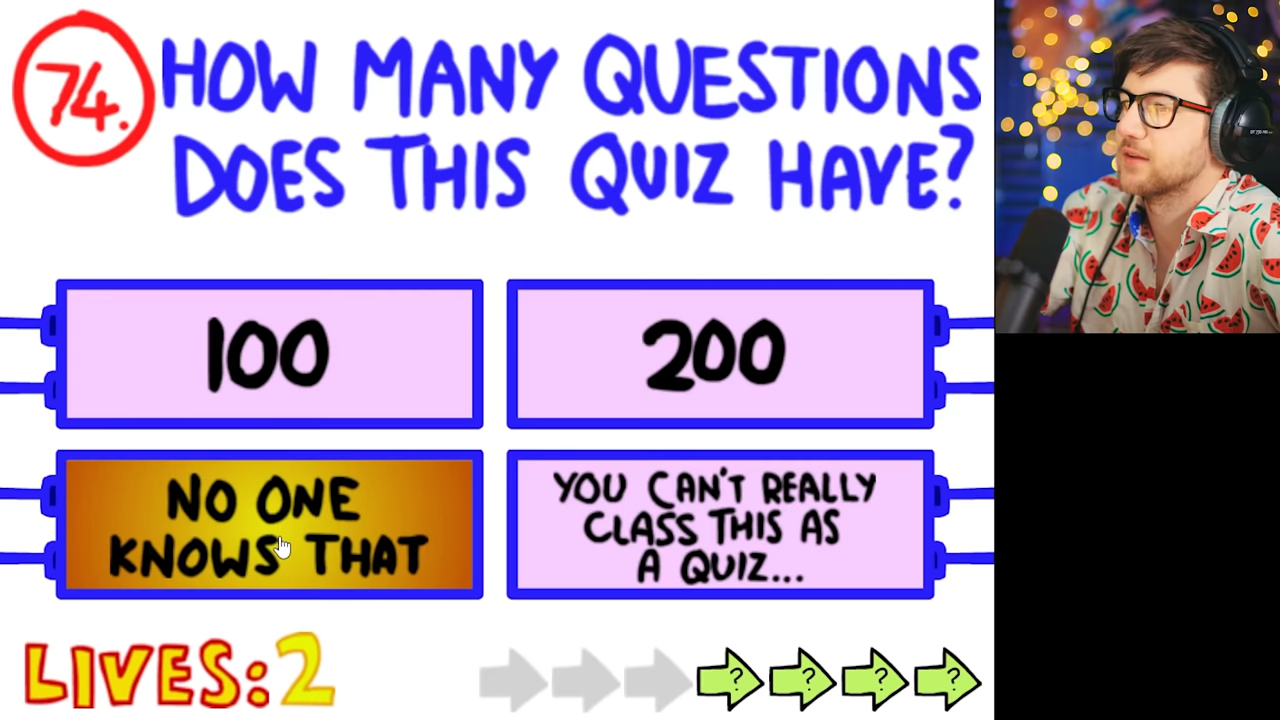 74.
HOW MANY QUESTIONS
DOES THIS QUIZ HAVE?
100
200
NO ONE
KNOWS THAT
YOU CAN'T REALLY
CLASS THIS AS
A QUIZ...
LIVES:2
? ? ? ?